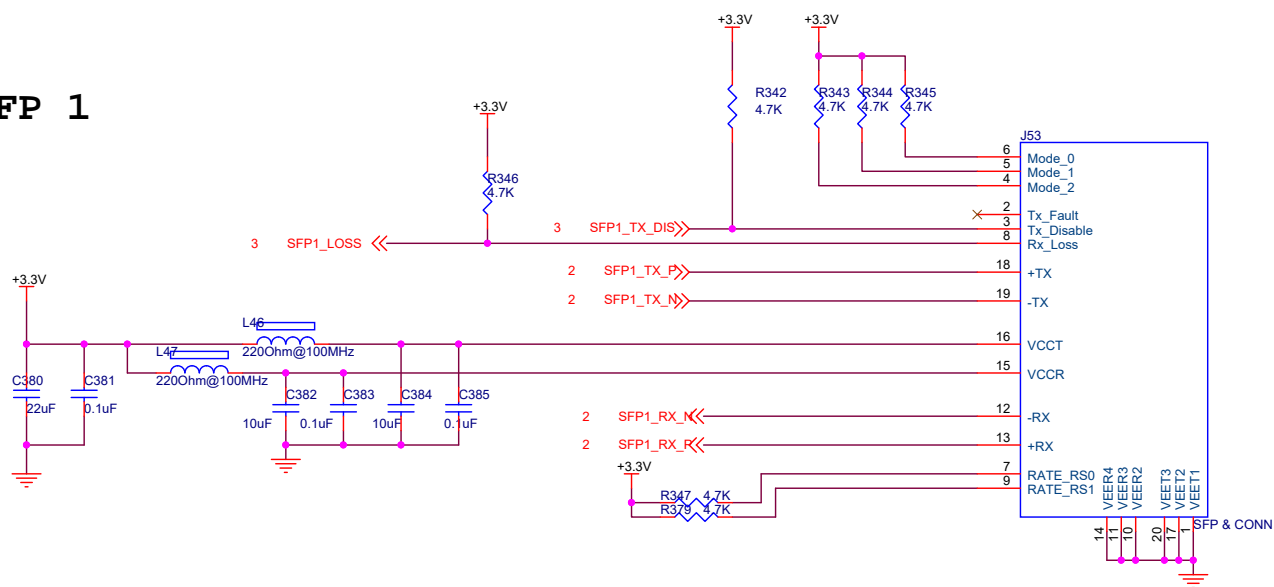 FP 1
+3.3V
+3.3V
R342
4.7K
R343
4.7K
R344
4.7K
R345
4.7K
+3.3V
R346
4.7K
J53
6 Mode_0
5 Mode_1
4 Mode_2
2 Tx_Fault
3 SFP1_TX_DIS 3 Tx_Disable
3 SFP1_LOSS 8 Rx_Loss
2 SFP1_TX_P 18 +TX
2 SFP1_TX_N 19 -TX
+3.3V
L46
220Ohm@100MHz
16 VCCT
L47
220Ohm@100MHz
15 VCCR
C380
22uF
C381
0.1uF
C382
10uF
C383
0.1uF
C384
10uF
C385
0.1uF
2 SFP1_RX_N 12 -RX
2 SFP1_RX_P 13 +RX
+3.3V
R347 4.7K
R379 4.7K
7 RATE_RS0
9 RATE_RS1
VEER4
VEER3
VEER2
VEET3
VEET2
VEET1
14
11
10
20
17
1
SFP & CONN